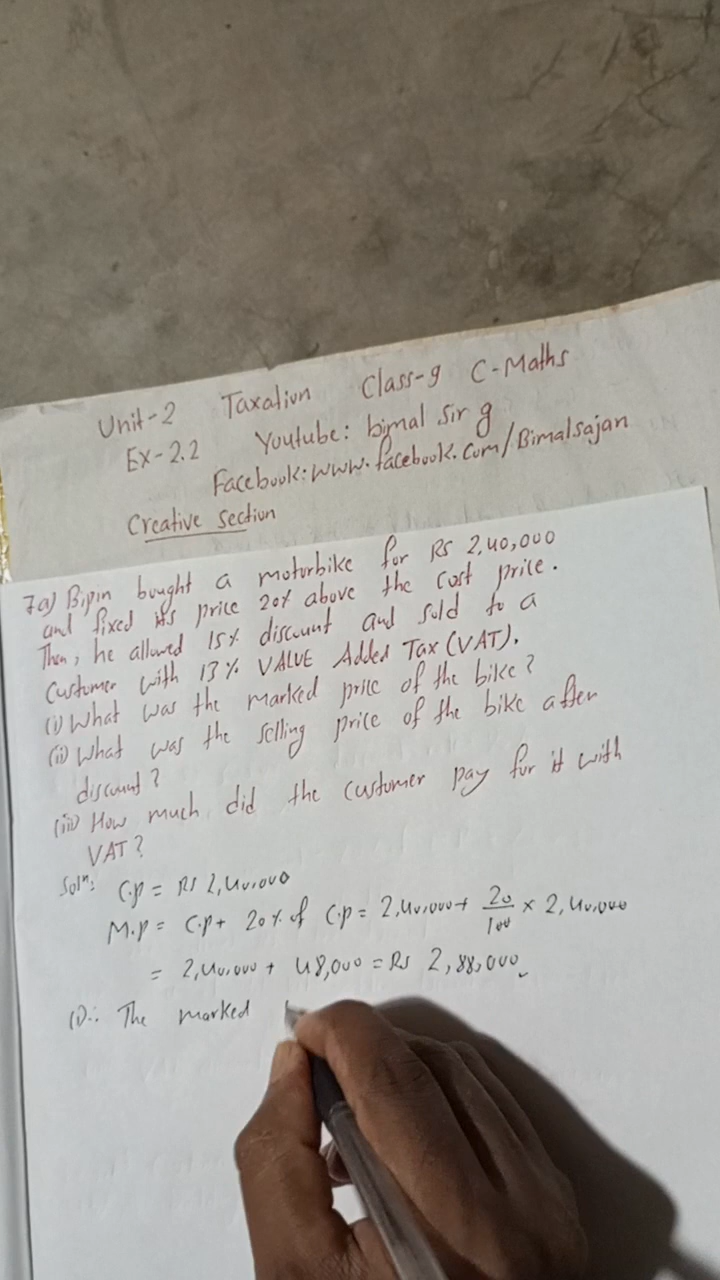 Unit-2 Taxation Class-9 C-Maths
Ex-2.2 Youtube: bimal sir g
Facebook: www.facebook.com/Bimalsajan
Creative section
7a) Bipin bought a motorbike for Rs 2,40,000
and fixed its price 20% above the cost price.
Then, he allowed 15% discount and sold to a
customer with 13% VALUE Added Tax (VAT).
(i) What was the marked price of the bike?
(ii) What was the selling price of the bike after
discount?
(iii) How much did the customer pay for it with
VAT?
Solⁿ: C.p = Rs 2,40,000
M.p = C.p + 20% of C.p = 2,40,000 + 20/100 × 2,40,000
= 2,40,000 + 48,000 = Rs 2,88,000
(i) ∴ The marked